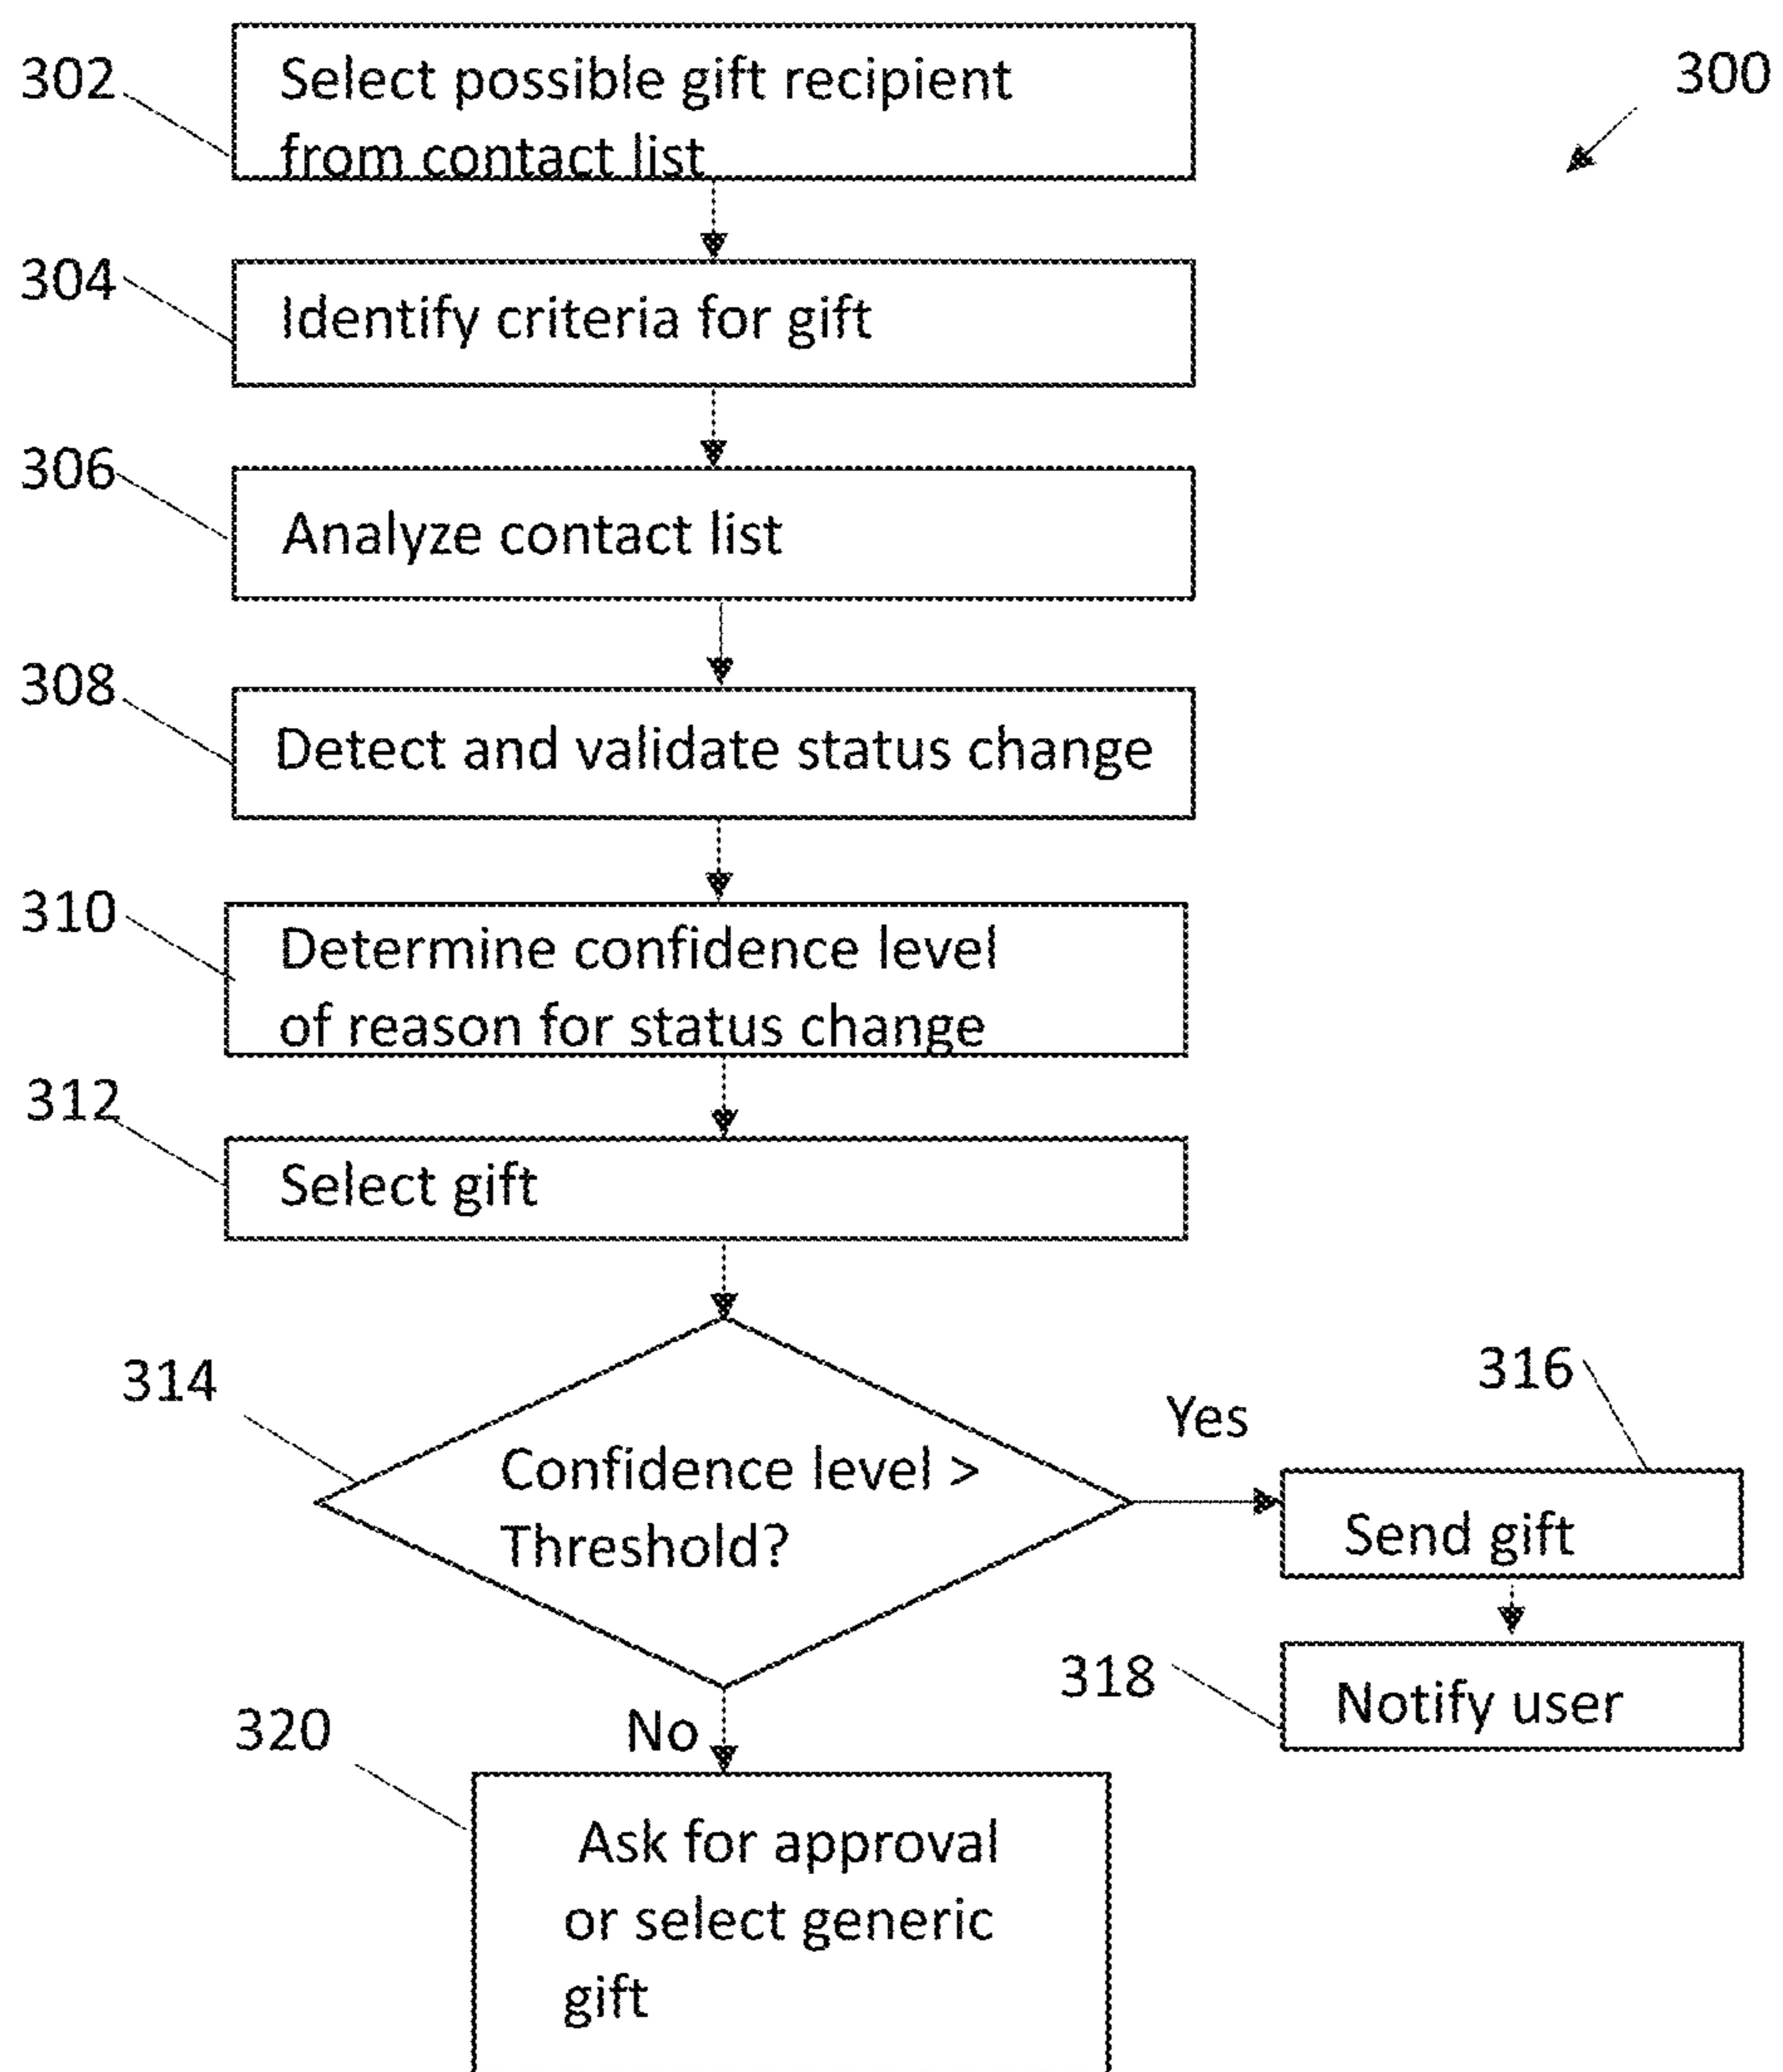 302
Select possible gift recipient
from contact list
300
304
Identify criteria for gift
306
Analyze contact list
308
Detect and validate status change
310
Determine confidence level
of reason for status change
312
Select gift
314
Confidence level >
Threshold?
Yes
316
Send gift
318
Notify user
320
No
Ask for approval
or select generic
gift